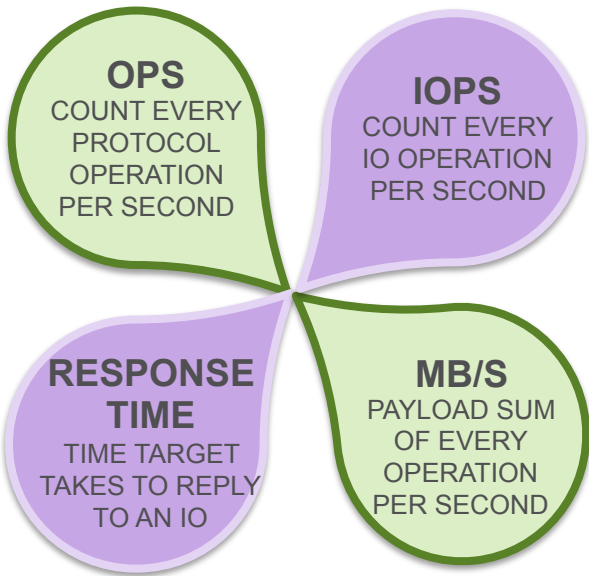 OPS
COUNT EVERY
PROTOCOL
OPERATION
PER SECOND
IOPS
COUNT EVERY
IO OPERATION
PER SECOND
RESPONSE
TIME
TIME TARGET
TAKES TO REPLY
TO AN IO
MB/S
PAYLOAD SUM
OF EVERY
OPERATION
PER SECOND